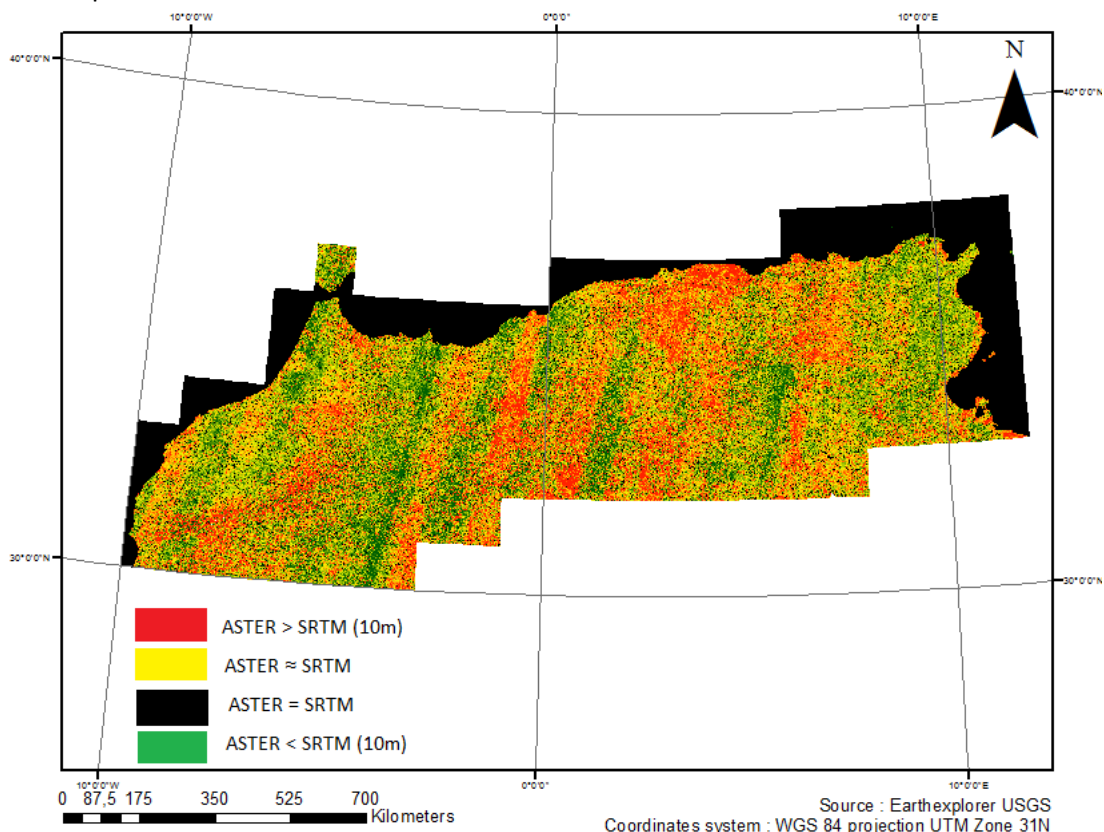 10°0'0"W 0°0'0" 10°0'0"E
N
40°0'0"N 40°0'0"N
30°0'0"N 30°0'0"N
ASTER > SRTM (10m)
ASTER ≈ SRTM
ASTER = SRTM
ASTER < SRTM (10m)
10°0'0"W 0°0'0" 10°0'0"E
0 87,5 175 350 525 700
Kilometers
Source : Earthexplorer USGS
Coordinates system : WGS 84 projection UTM Zone 31N